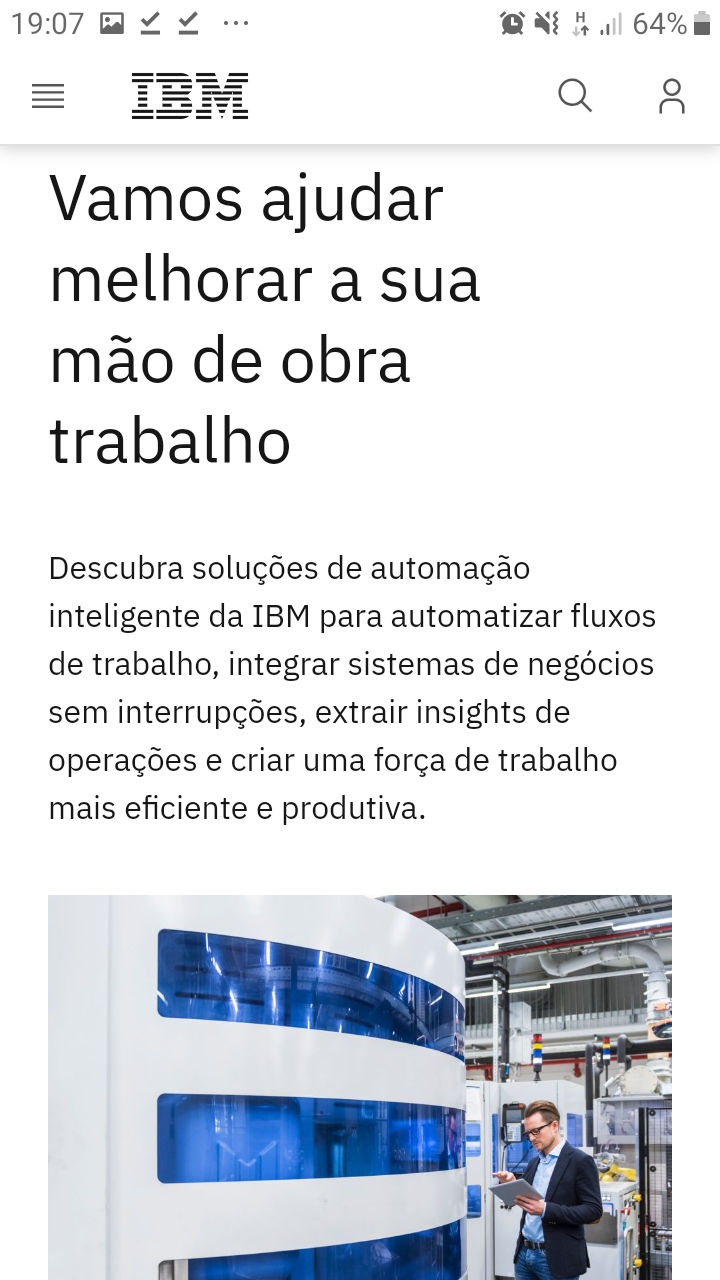 19:07
H
64%
IBM
Vamos ajudar
melhorar a sua
mão de obra
trabalho
Descubra soluções de automação
inteligente da IBM para automatizar fluxos
de trabalho, integrar sistemas de negócios
sem interrupções, extrair insights de
operações e criar uma força de trabalho
mais eficiente e produtiva.